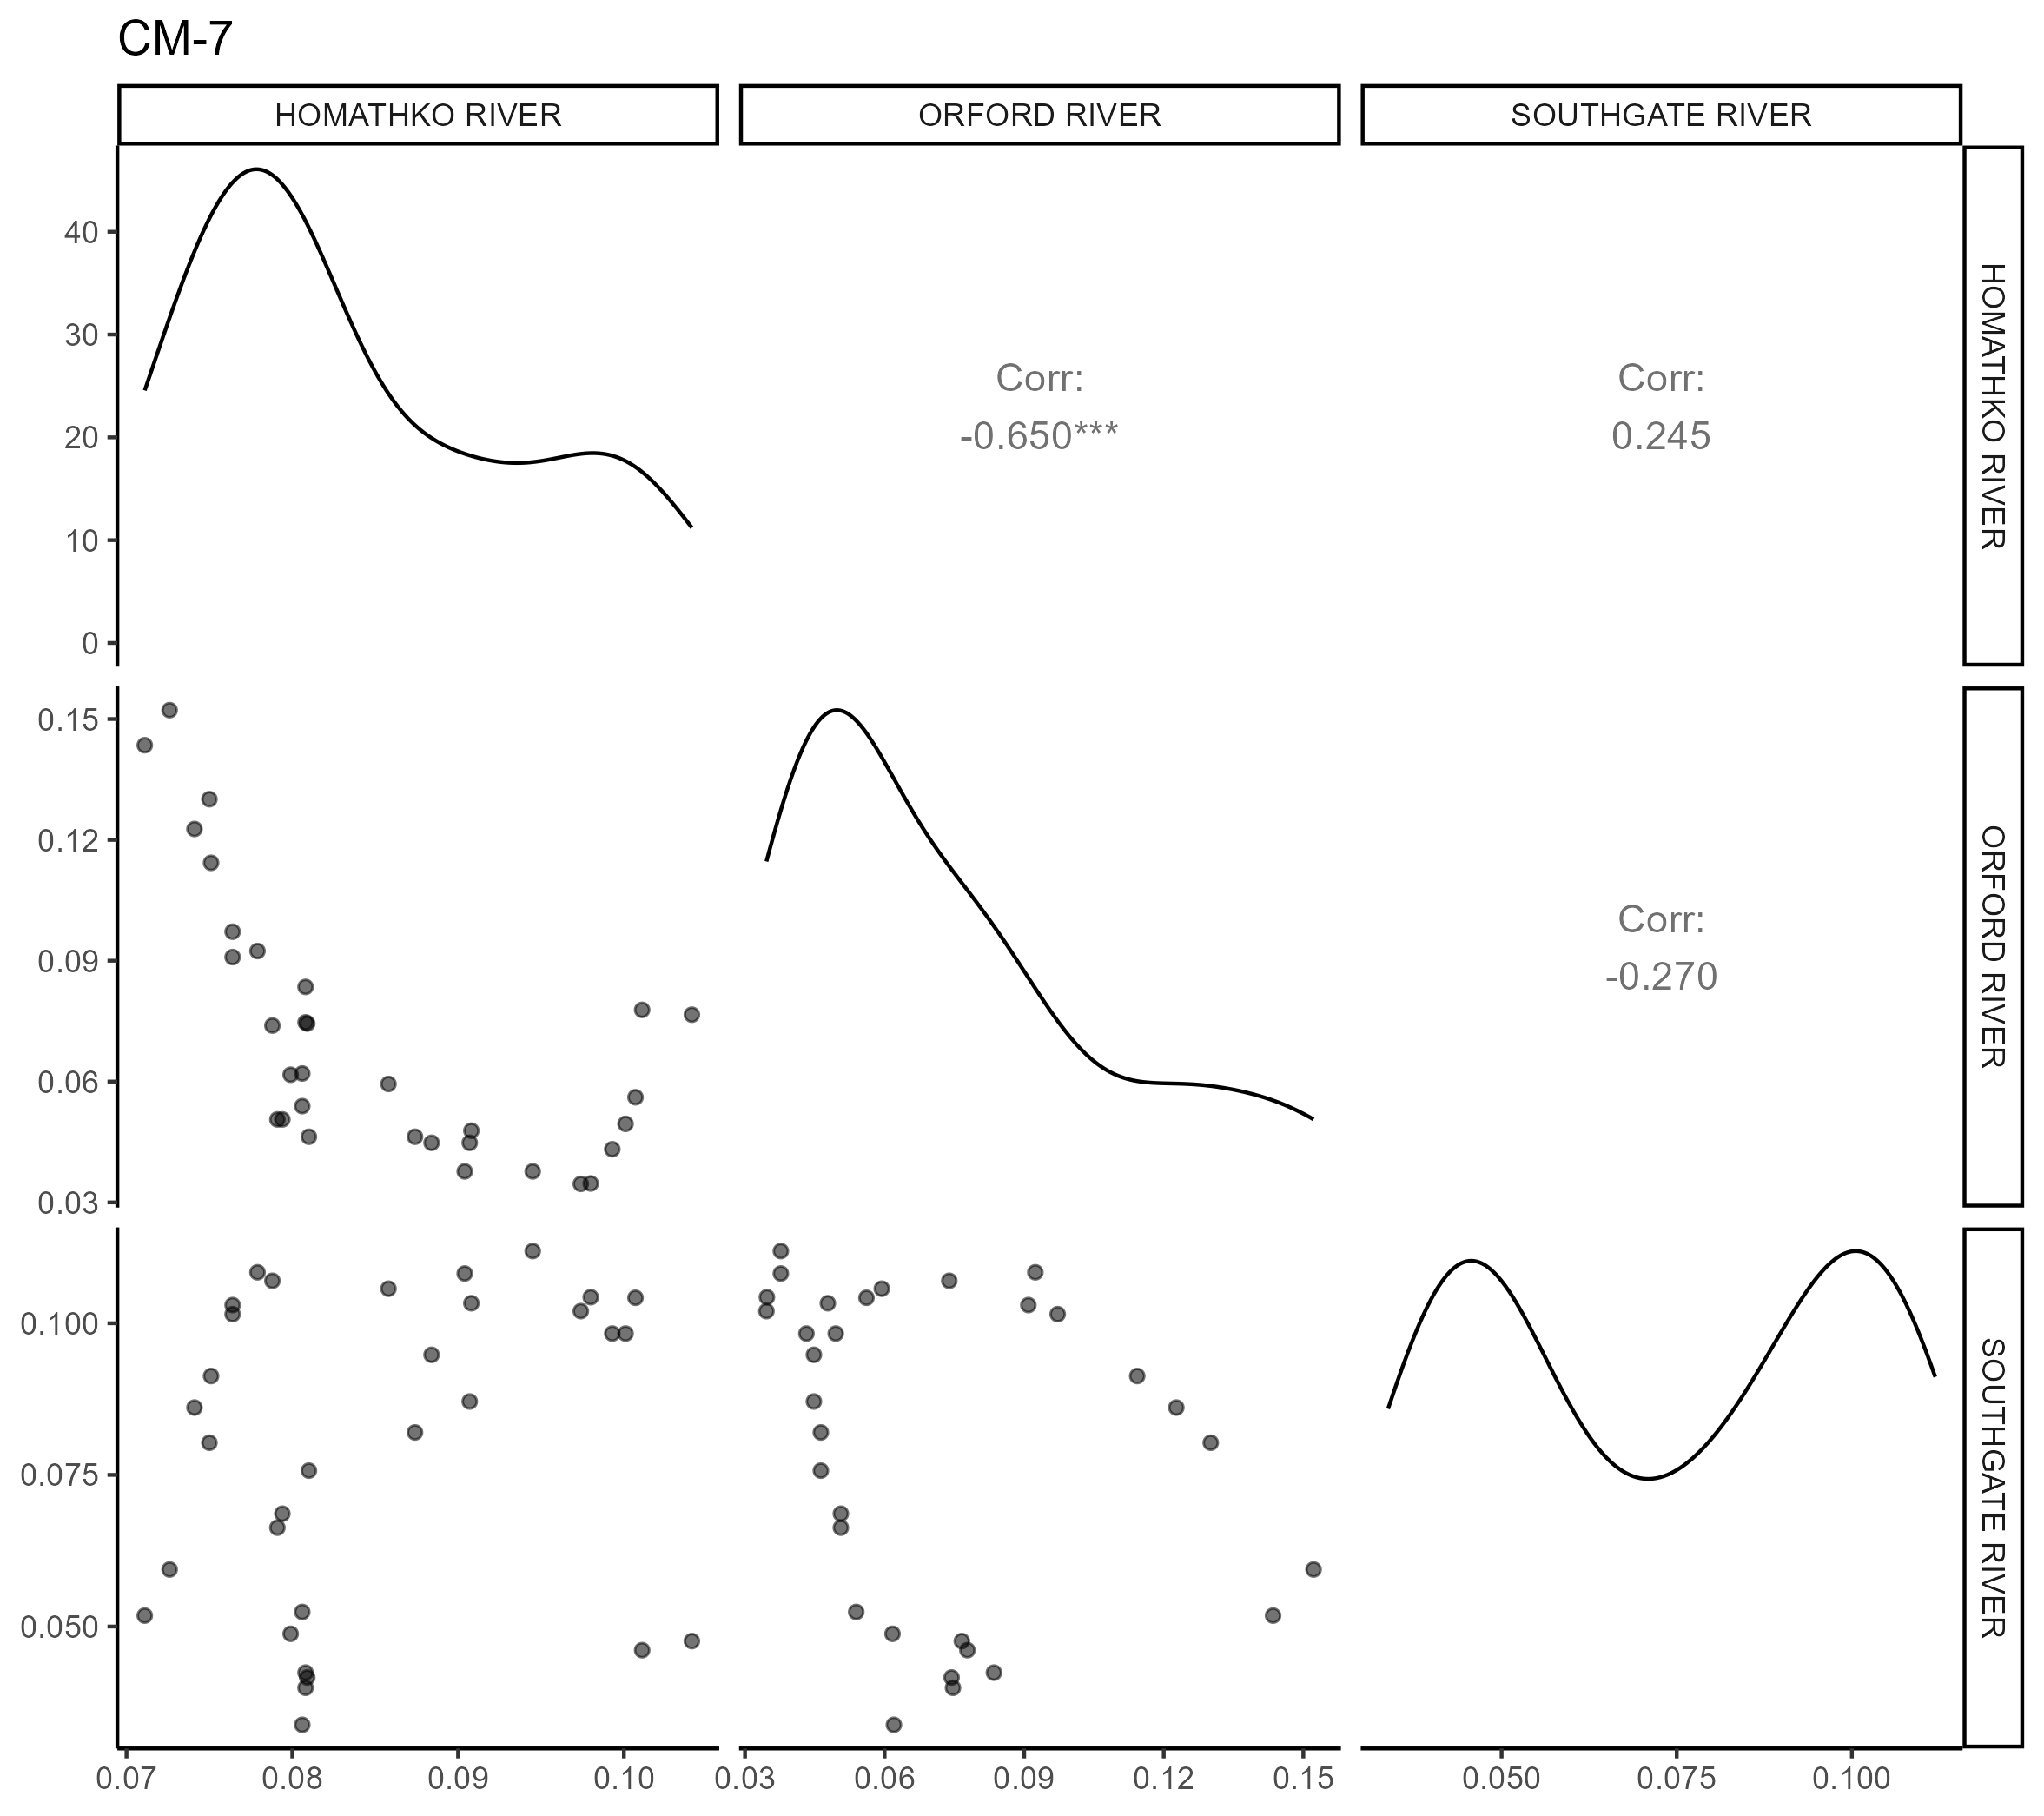 CM-7
HOMATHKO RIVER
ORFORD RIVER
SOUTHGATE RIVER
40
30
20
10
0
Corr:
-0.650***
Corr:
0.245
HOMATHKO RIVER
0.15
0.12
0.09
0.06
0.03
Corr:
-0.270
ORFORD RIVER
0.100
0.075
0.050
SOUTHGATE RIVER
0.07 0.08 0.09 0.10
0.03 0.06 0.09 0.12 0.15
0.050 0.075 0.100